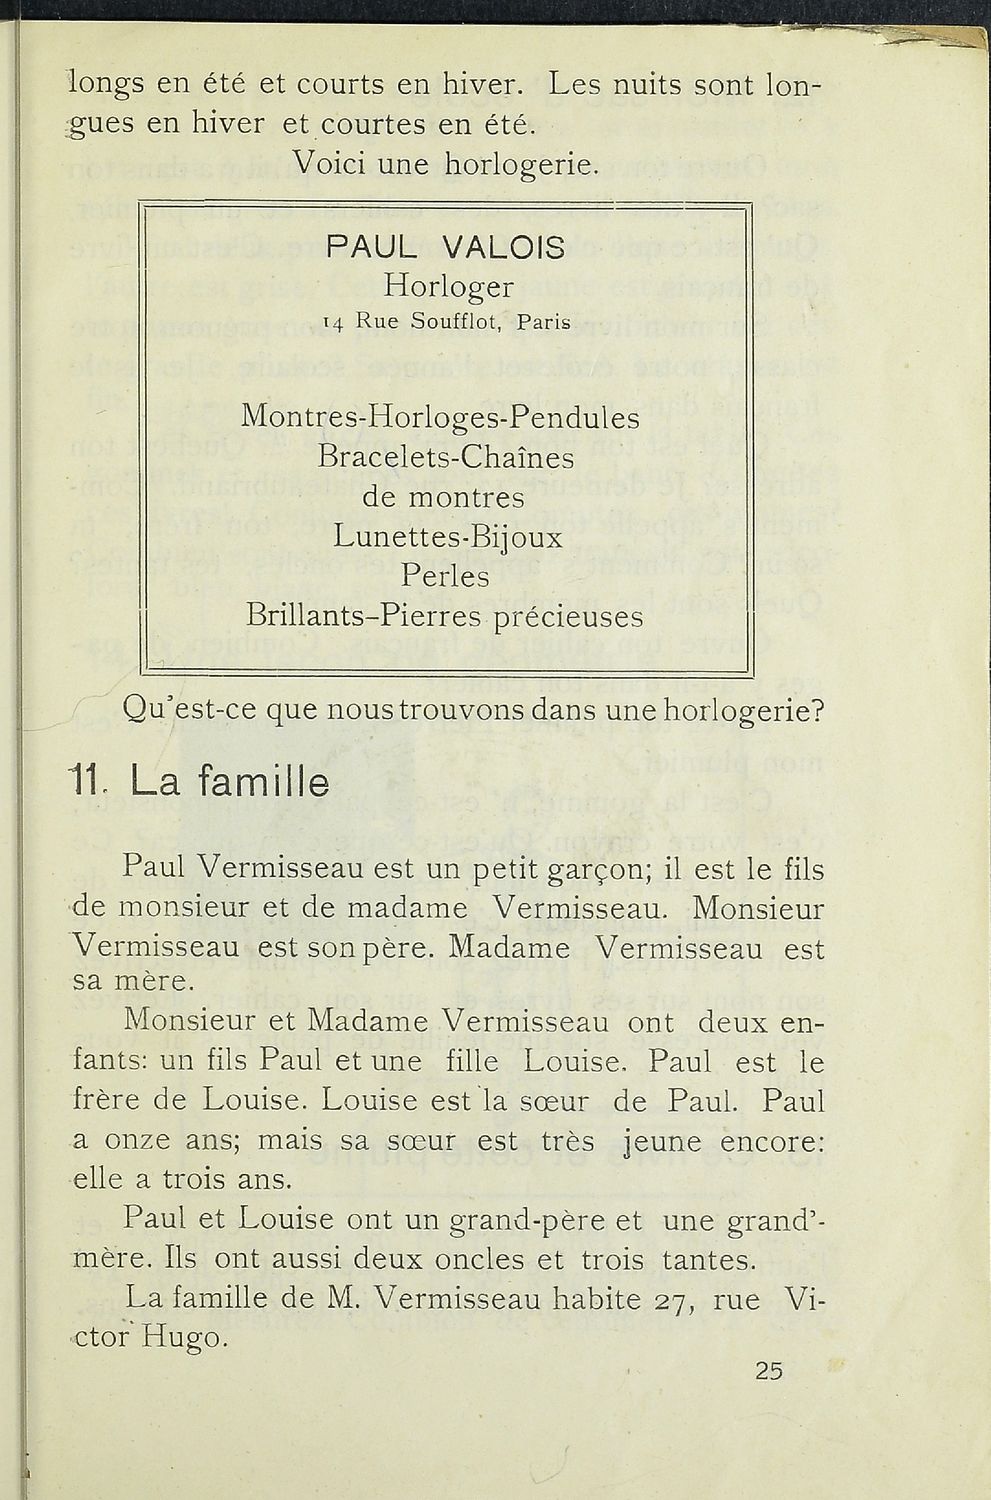 longs en été et courts en hiver. Les nuits sont lon-
gues en hiver et courtes en été.
Voici une horlogerie.
PAUL VALOIS
Horloger
14 Rue Soufflot, Paris
Montres-Horloges-Pendules
Bracelets-Chaînes
de montres
Lunettes-Bijoux
Perles
Brillants-Pierres précieuses
Qu'est-ce que nous trouvons dans une horlogerie?
11. La famille
Paul Vermisseau est un petit garçon; il est le fils
de monsieur et de madame Vermisseau. Monsieur
Vermisseau est son père. Madame Vermisseau est
sa mère.
Monsieur et Madame Vermisseau ont deux en-
fants: un fils Paul et une fille Louise. Paul est le
frère de Louise. Louise est la sœur de Paul. Paul
a onze ans; mais sa sœur est très jeune encore:
elle a trois ans.
Paul et Louise ont un grand-père et une grand'-
mère. Ils ont aussi deux oncles et trois tantes.
La famille de M. Vermisseau habite 27, rue Vi-
ctor Hugo.
25